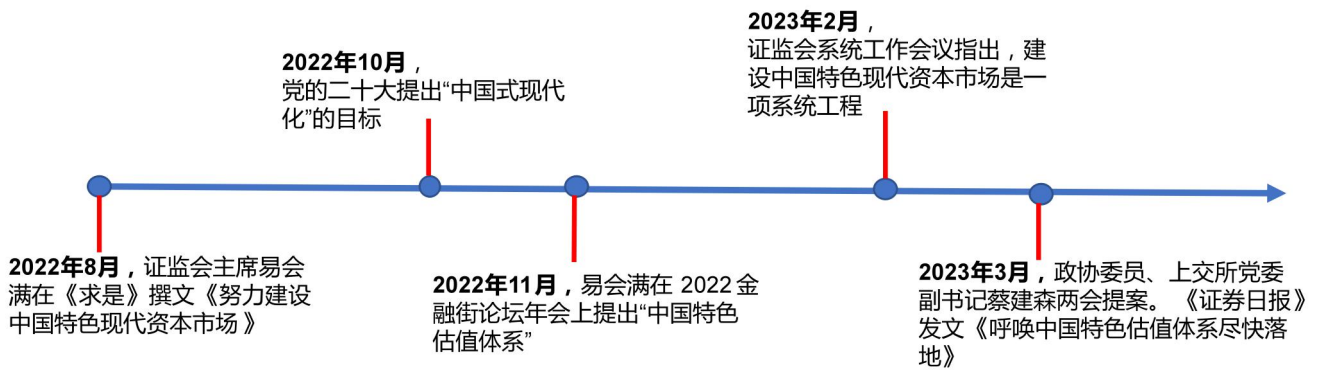 2022年8月，证监会主席易会
满在《求是》撰文《努力建设
中国特色现代资本市场》
2022年10月，
党的二十大提出“中国式现代
化”的目标
2022年11月，易会满在 2022 金
融街论坛年会上提出“中国特色
估值体系”
2023年2月，
证监会系统工作会议指出，建
设中国特色现代资本市场是一
项系统工程
2023年3月，政协委员、上交所党委
副书记蔡建森两会提案。《证券日报》
发文《呼唤中国特色估值体系尽快落
地》